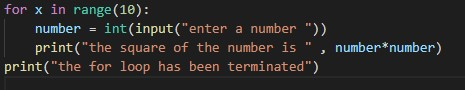 for x in range(10):
    number = int(input("enter a number "))
    print("the square of the number is " , number*number)
print("the for loop has been terminated")